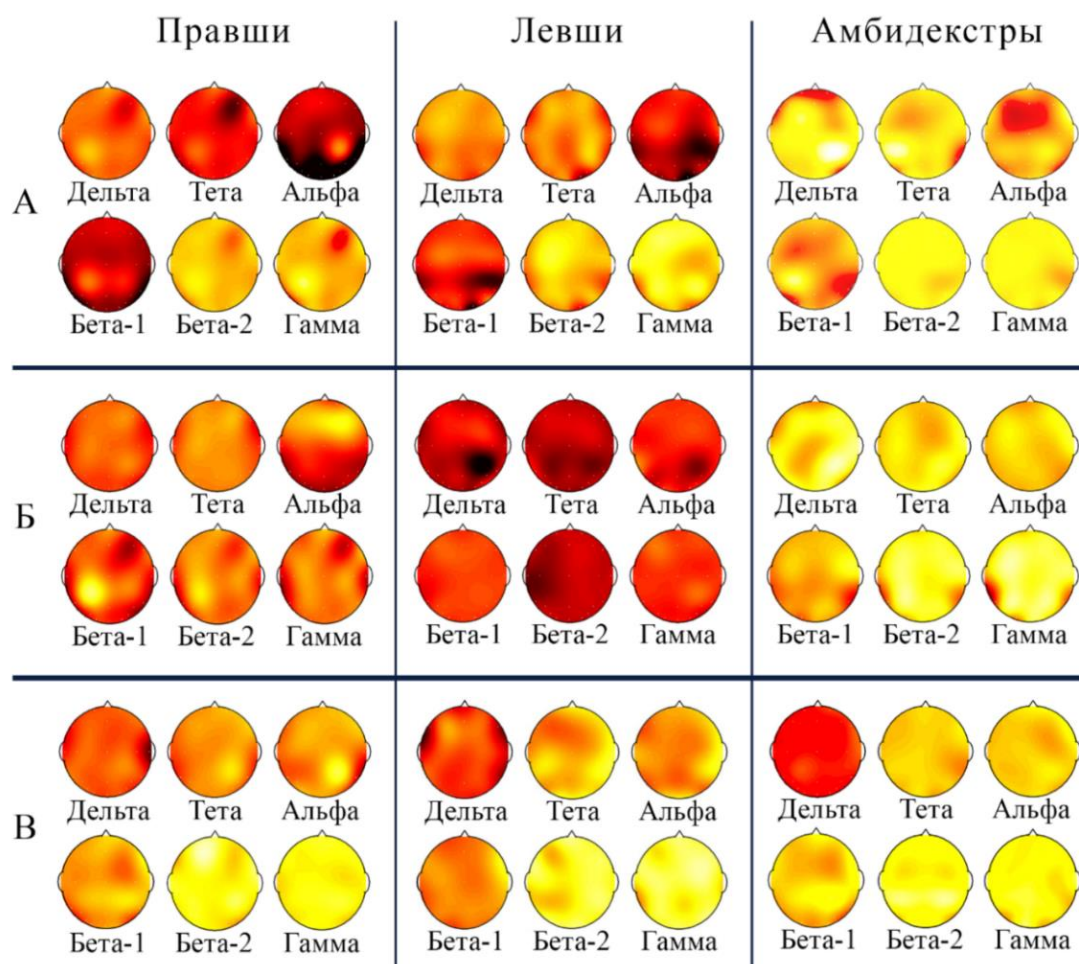 Правши Левши Амбидекстры
А
Дельта Тета Альфа Дельта Тета Альфа Дельта Тета Альфа
Бета-1 Бета-2 Гамма Бета-1 Бета-2 Гамма Бета-1 Бета-2 Гамма
Б
Дельта Тета Альфа Дельта Тета Альфа Дельта Тета Альфа
Бета-1 Бета-2 Гамма Бета-1 Бета-2 Гамма Бета-1 Бета-2 Гамма
В
Дельта Тета Альфа Дельта Тета Альфа Дельта Тета Альфа
Бета-1 Бета-2 Гамма Бета-1 Бета-2 Гамма Бета-1 Бета-2 Гамма